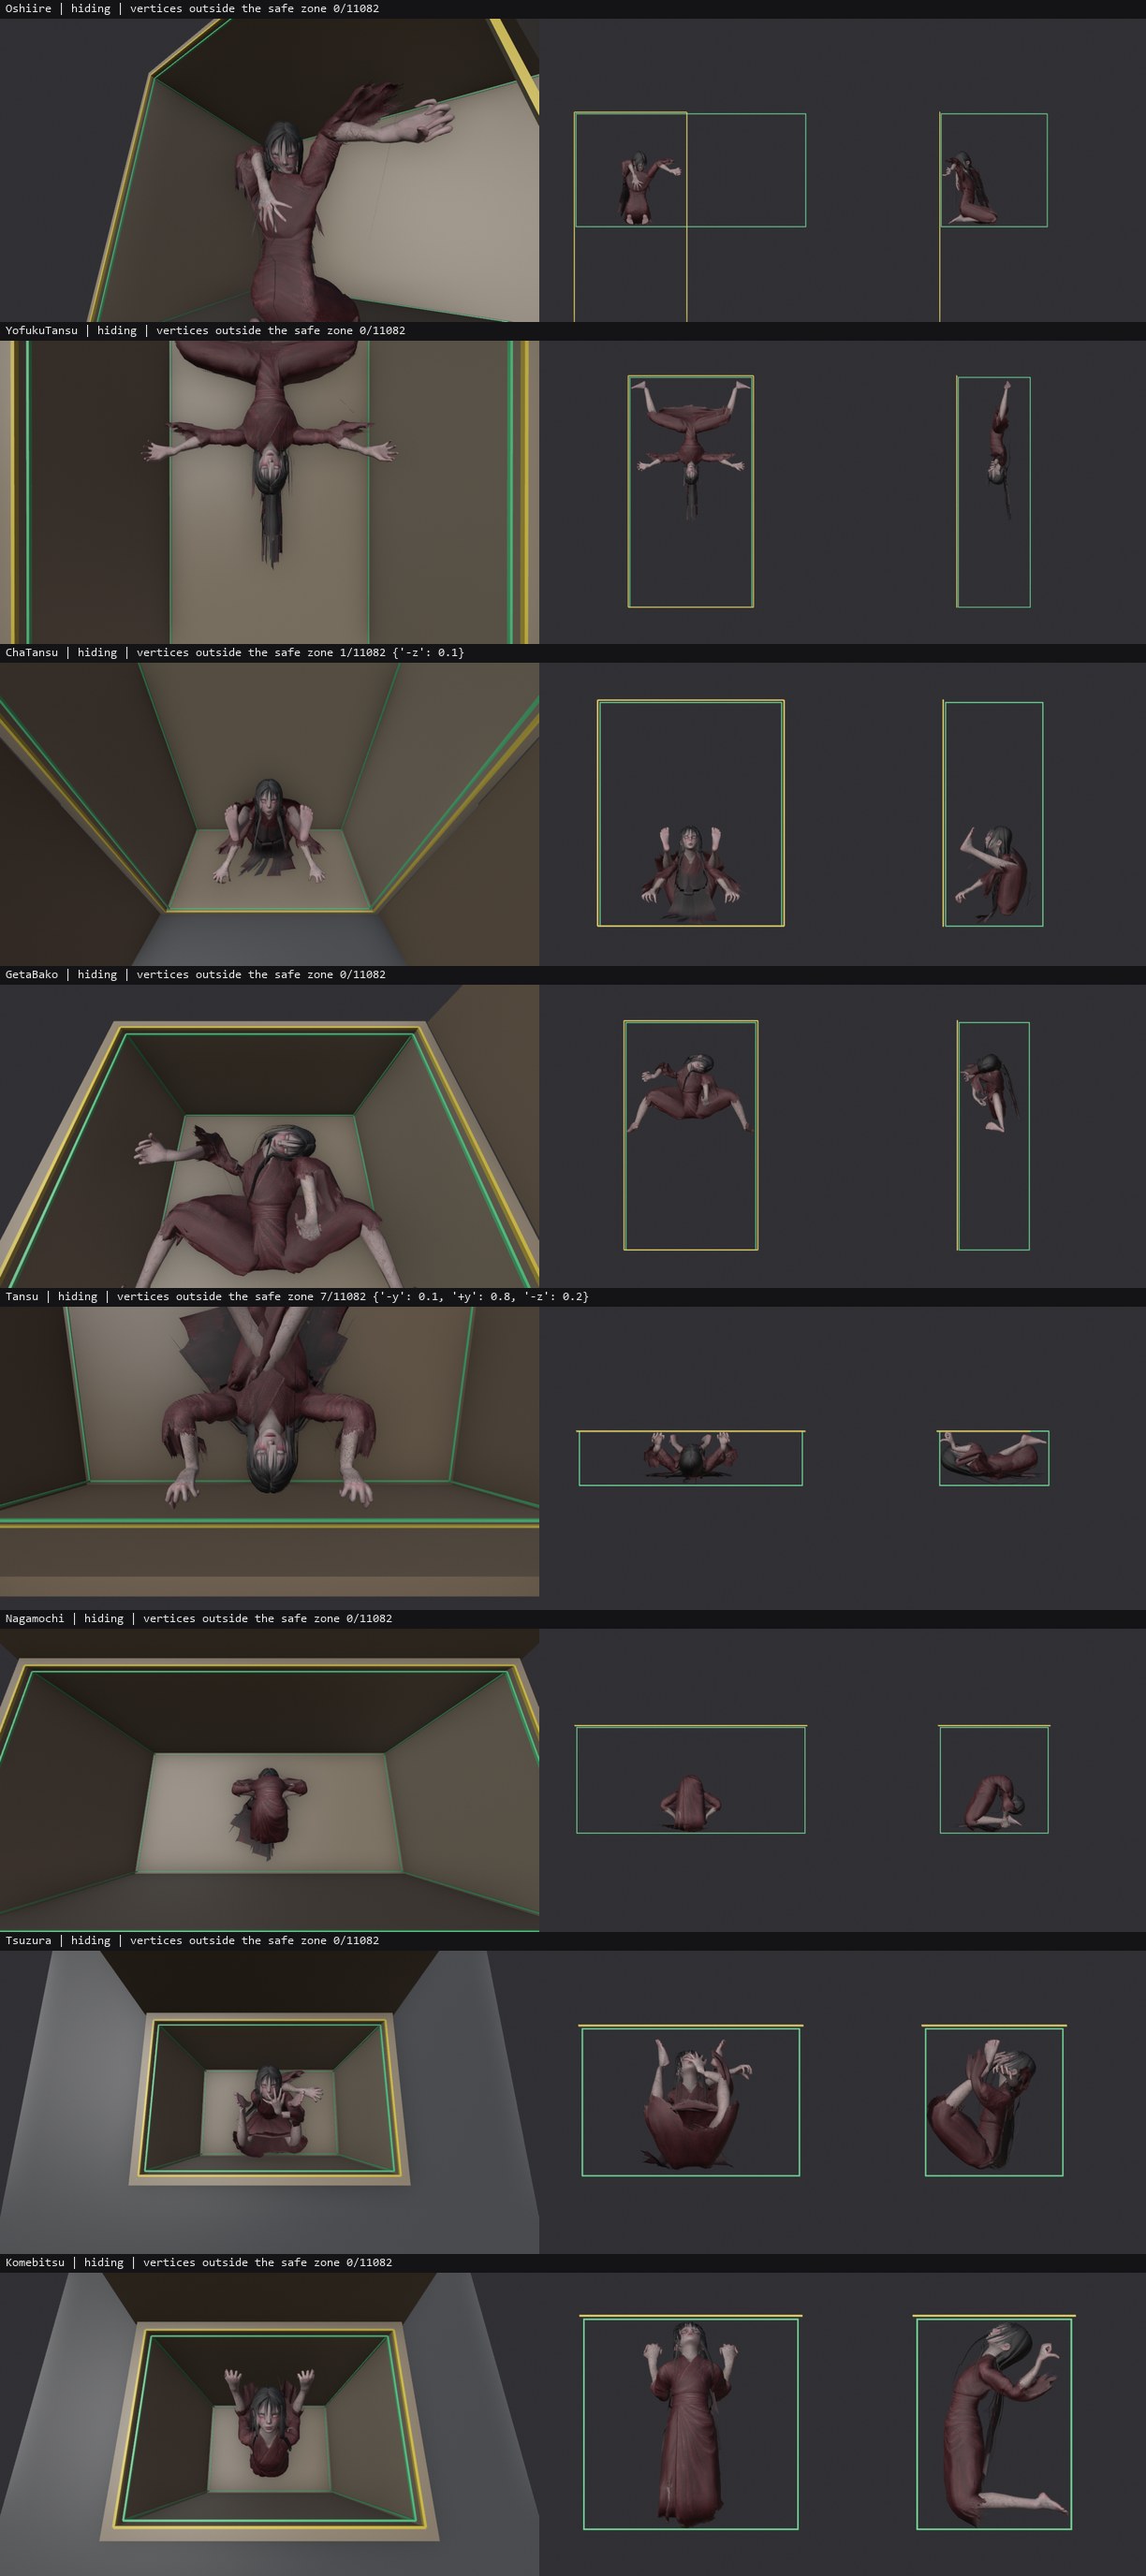 Oshiire | hiding | vertices outside the safe zone 0/11082
YofukuTansu | hiding | vertices outside the safe zone 0/11082
ChaTansu | hiding | vertices outside the safe zone 1/11082 {'-z': 0.1}
GetaBako | hiding | vertices outside the safe zone 0/11082
Tansu | hiding | vertices outside the safe zone 7/11082 {'-y': 0.1, '+y': 0.8, '-z': 0.2}
Nagamochi | hiding | vertices outside the safe zone 0/11082
Tsuzura | hiding | vertices outside the safe zone 0/11082
Komebitsu | hiding | vertices outside the safe zone 0/11082